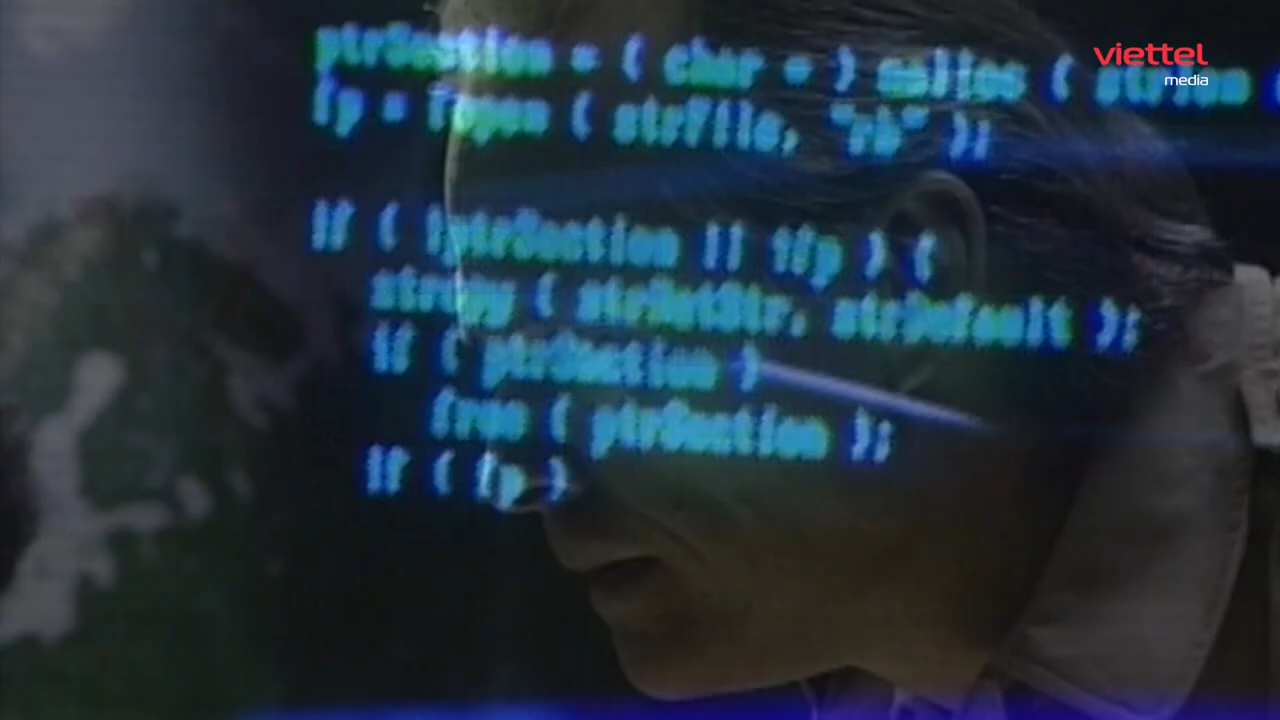 viettel
media
ptrSection = ( char * ) malloc ( strlen (
fp = fopen ( strFile, "rb" );
if ( !ptrSection || !fp ) {
strcpy ( strRetStr, strDefault );
if ( ptrSection )
free ( ptrSection );
if ( fp )